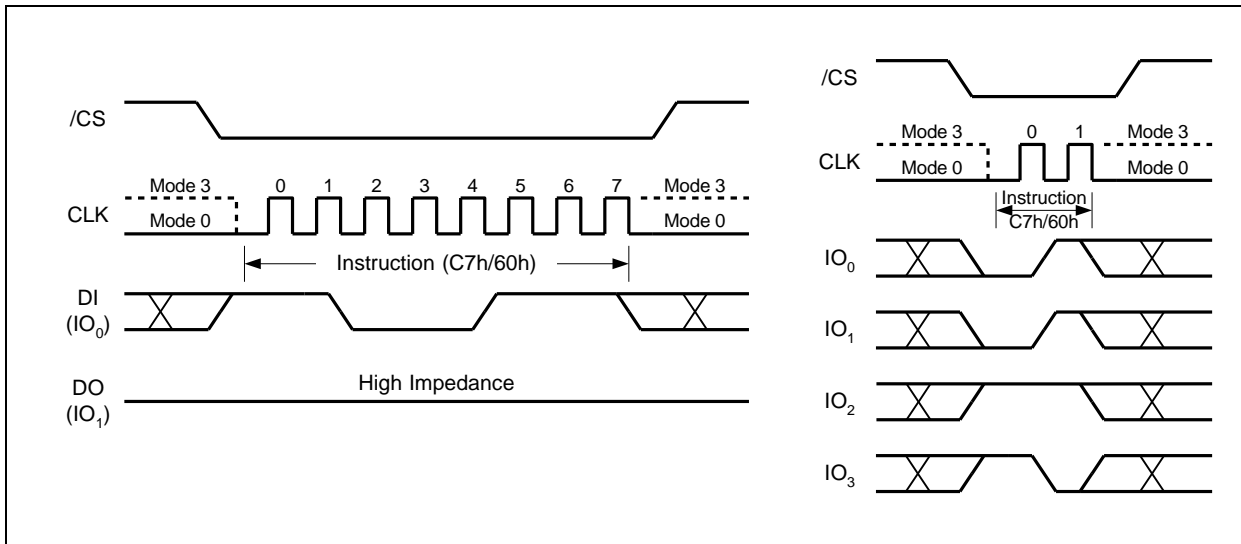 /CS
Mode 3
0 1 2 3 4 5 6 7
Mode 3
CLK
Mode 0
Mode 0
Instruction (C7h/60h)
DI
(IO₀)
High Impedance
DO
(IO₁)
/CS
Mode 3
0 1
Mode 3
CLK
Mode 0
Mode 0
Instruction
C7h/60h
IO₀
IO₁
IO₂
IO₃